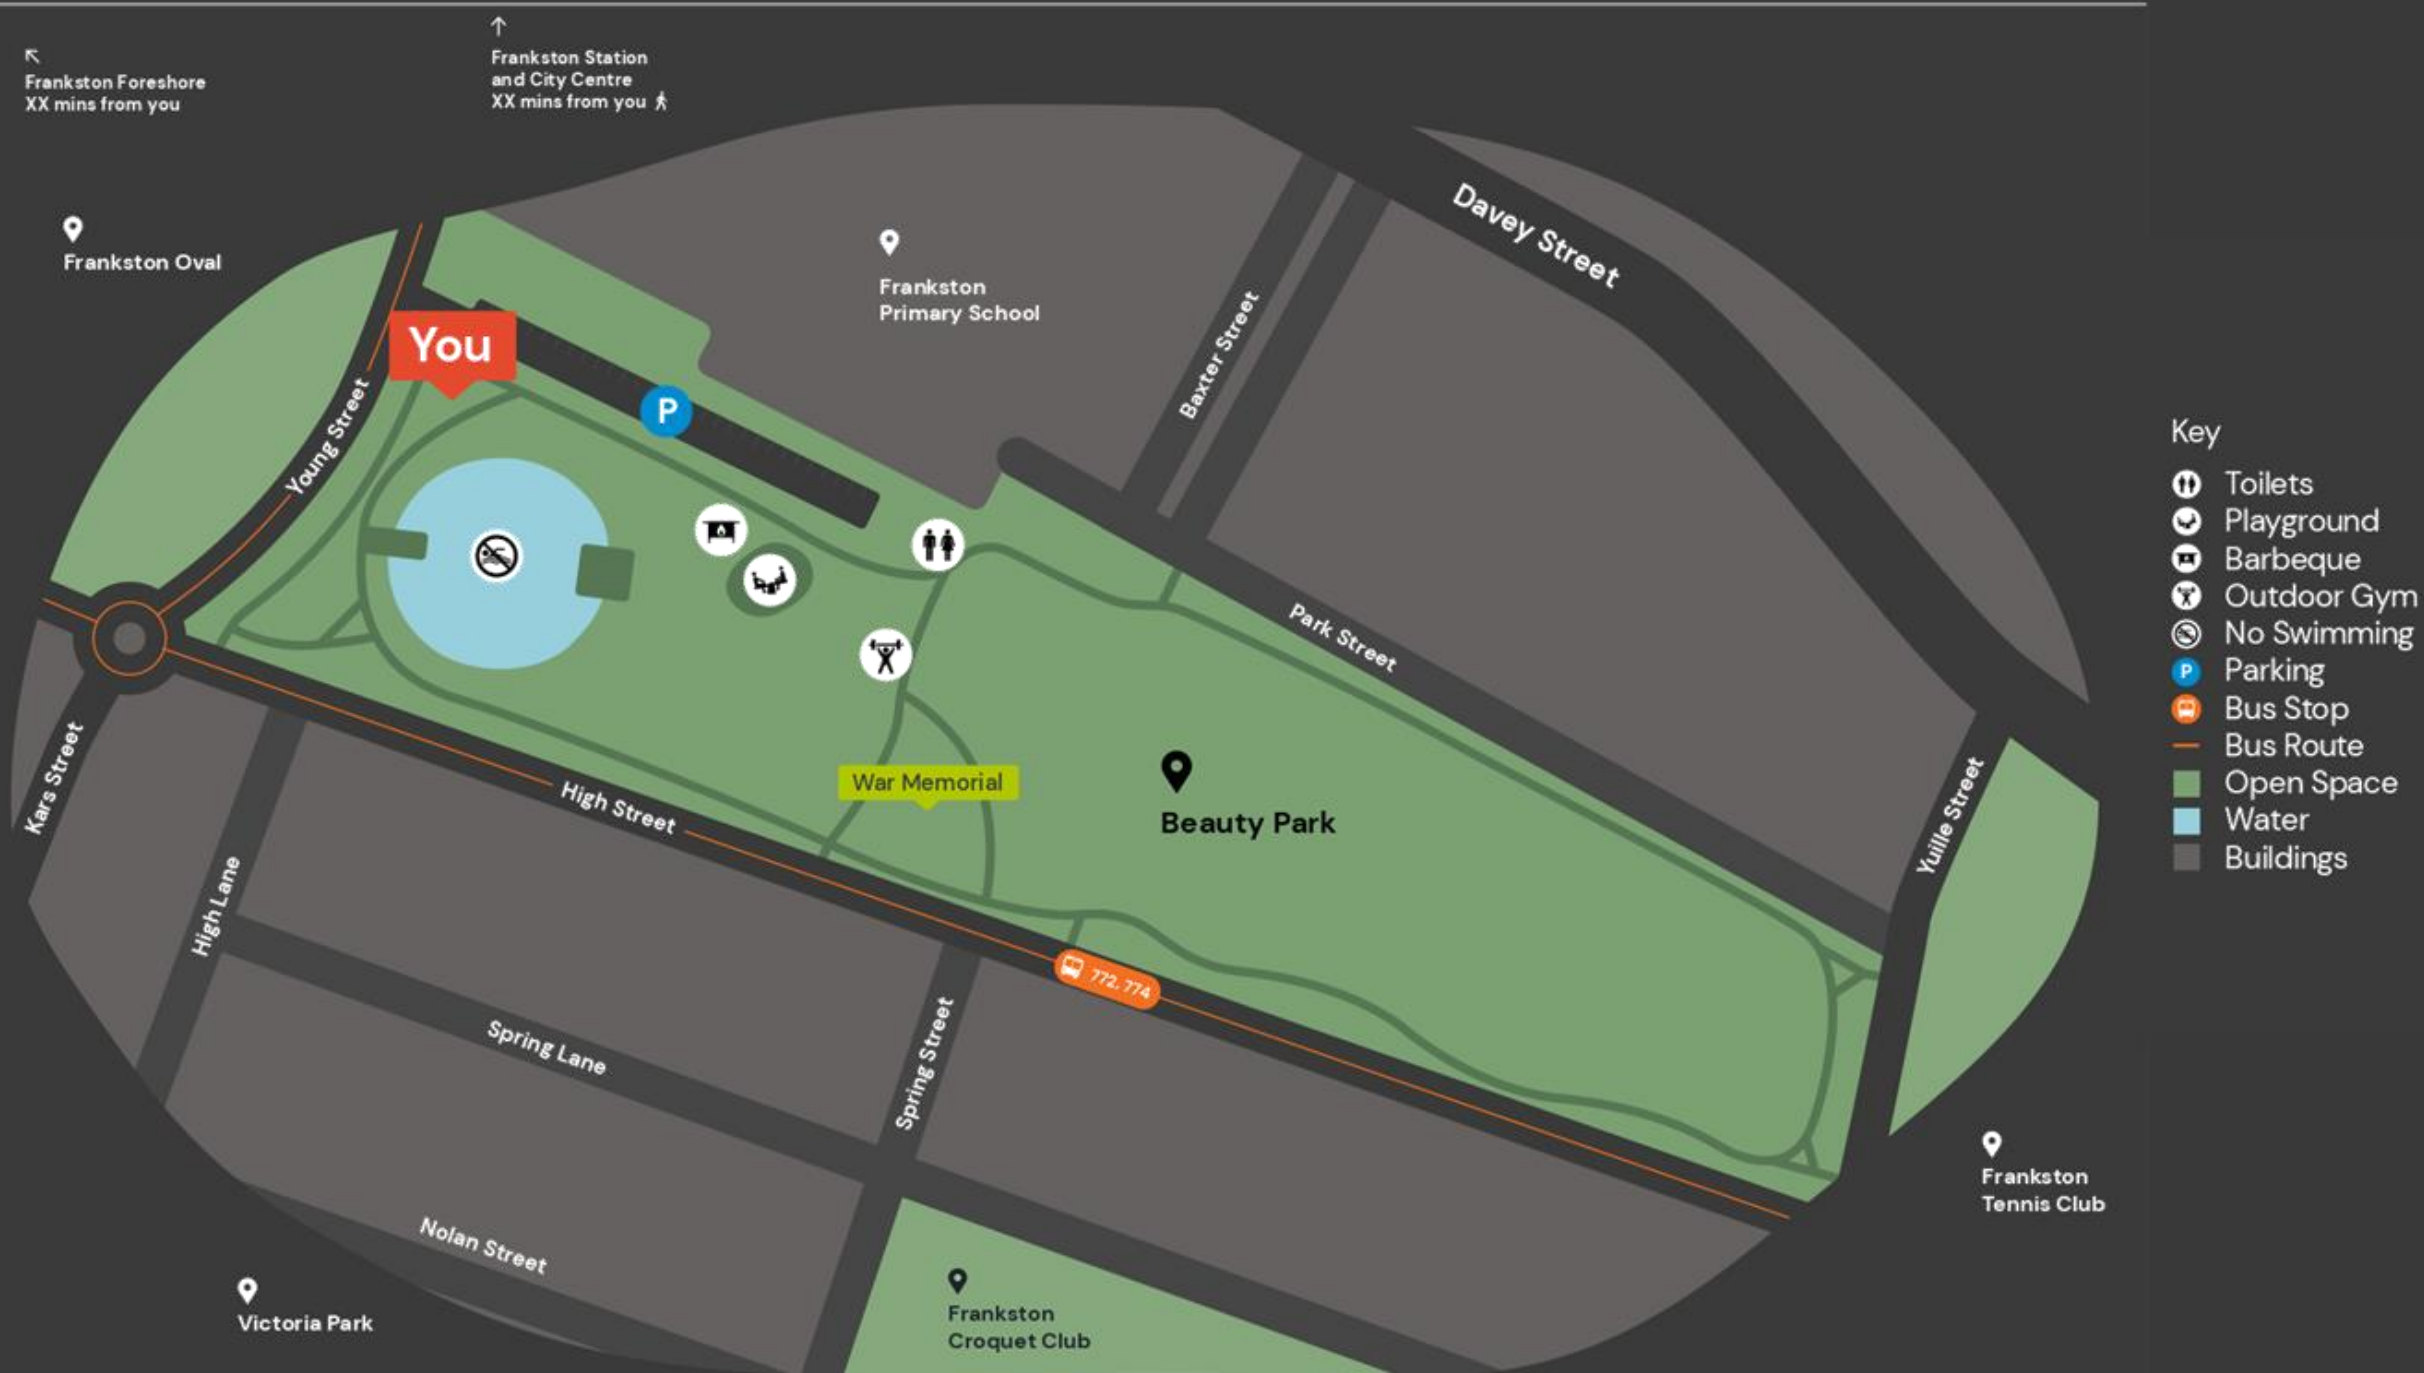 Frankston Foreshore
XX mins from you
Frankston Station
and City Centre
XX mins from you
Frankston Oval
Frankston
Primary School
Davey Street
Baxter Street
You
P
Young Street
Park Street
Kars Street
High Street
War Memorial
Beauty Park
Yuille Street
High Lane
772, 774
Spring Lane
Spring Street
Nolan Street
Victoria Park
Frankston
Croquet Club
Frankston
Tennis Club
Key
Toilets
Playground
Barbeque
Outdoor Gym
No Swimming
P Parking
Bus Stop
Bus Route
Open Space
Water
Buildings